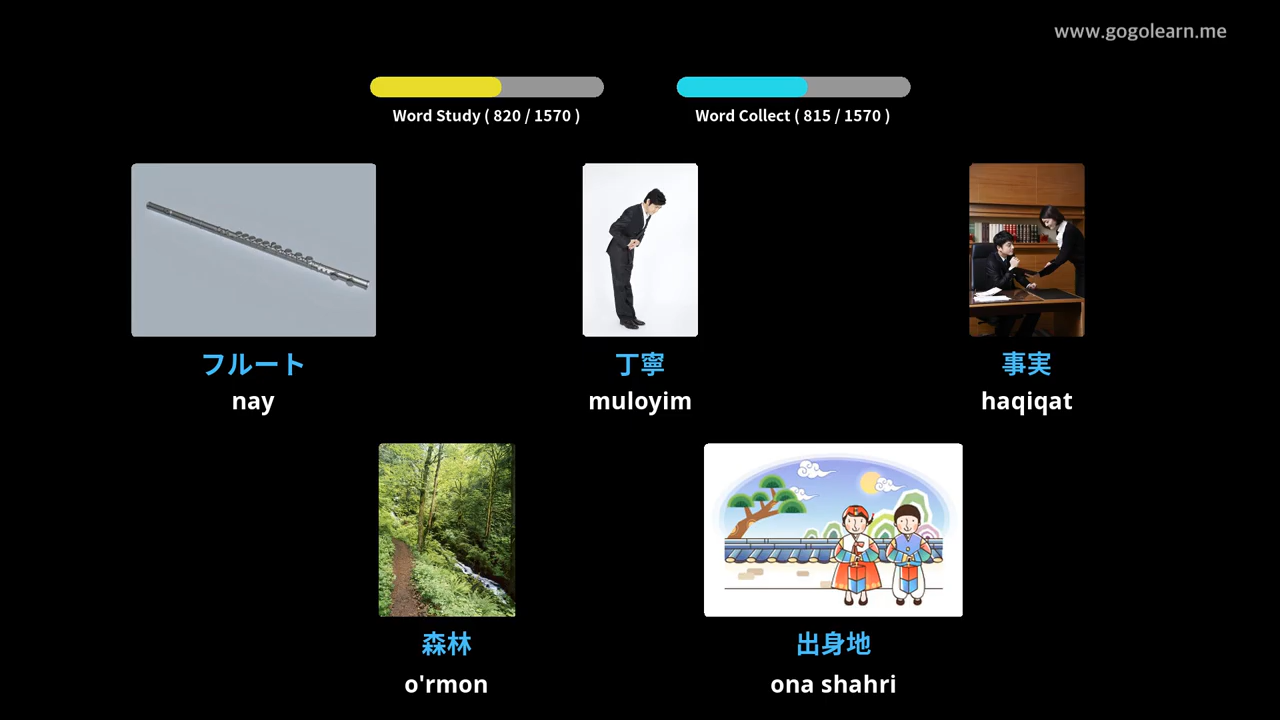 www.gogolearn.me
Word Study ( 820 / 1570 )
Word Collect ( 815 / 1570 )
フルート
nay
丁寧
muloyim
事実
haqiqat
森林
o'rmon
出身地
ona shahri